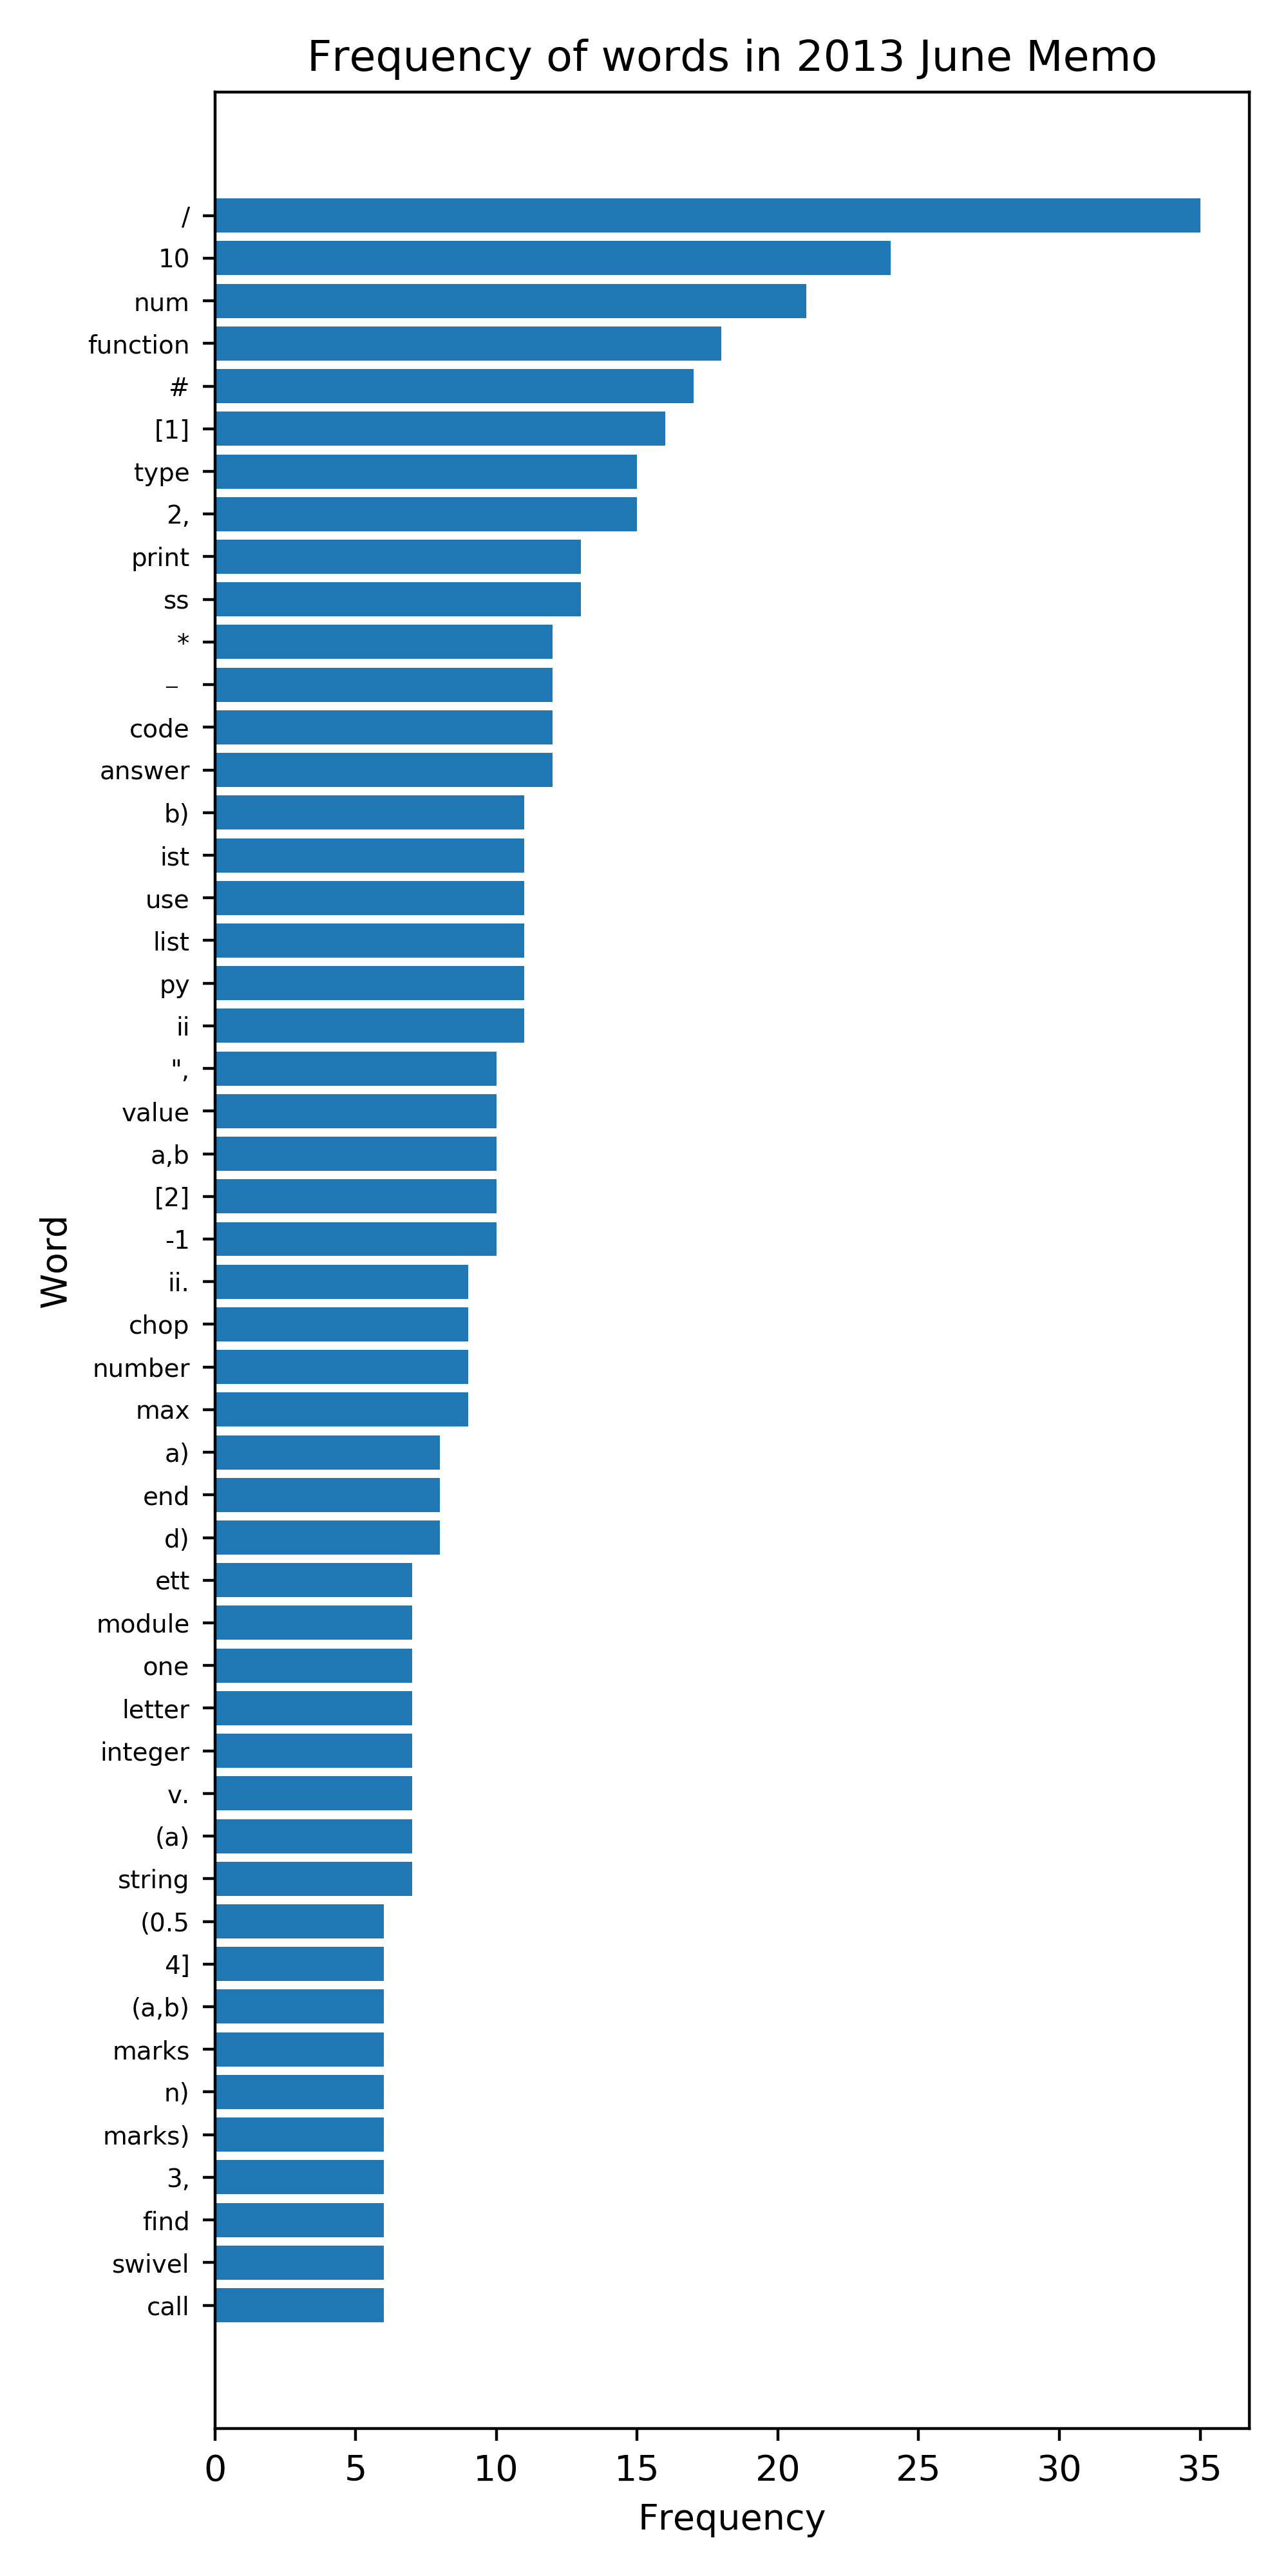 Frequency of words in 2013 June Memo
/
10
num
function
#
[1]
type
2,
print
ss
*
–
code
answer
b)
ist
use
list
py
ii
",
value
a,b
[2]
-1
ii.
chop
number
max
a)
end
d)
ett
module
one
letter
integer
v.
(a)
string
(0.5
4]
(a,b)
marks
n)
marks)
3,
find
swivel
call
Word
0 5 10 15 20 25 30 35
Frequency